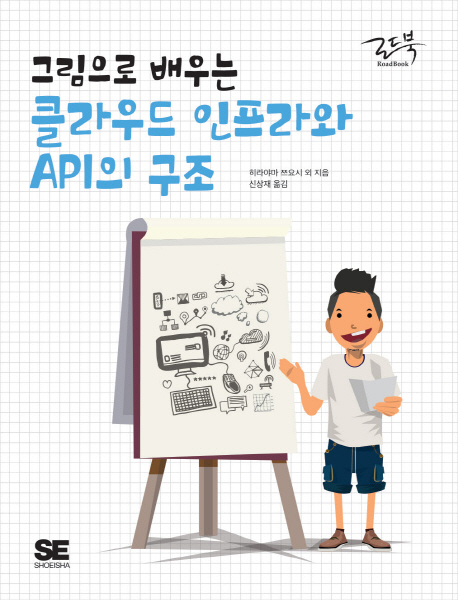 로드북
RoadBook
그림으로 배우는
클라우드 인프라와
API의 구조
히라야마 쯔요시 외 지음
신상재 옮김
SE
SHOEISHA